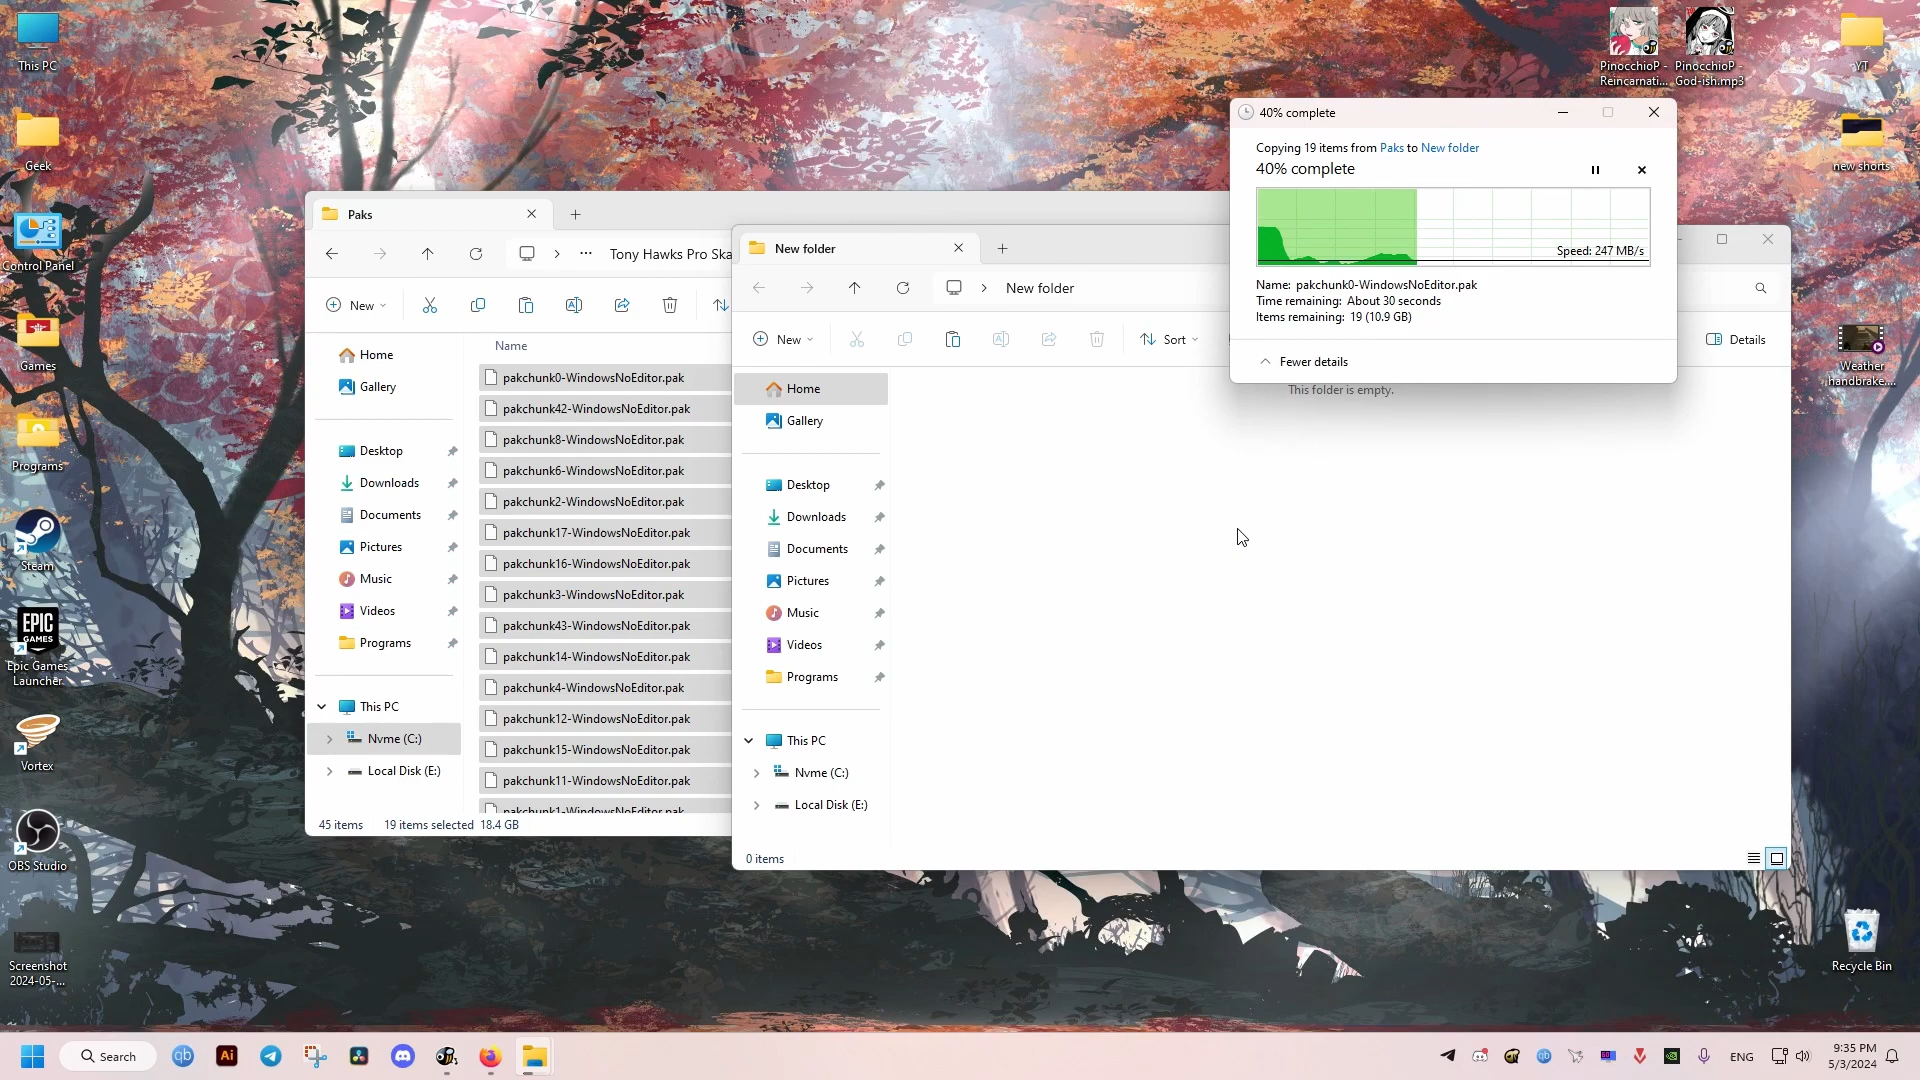 This PC
Geek
Control Panel
Games
Programs
Steam
EPIC
GAMES
Epic Games
Launcher
Vortex
OBS Studio
Screenshot
2024-05-...
PinocchioP -
Reincarnati...
PinocchioP -
God-ish.mp3
YT
new shorts
Weather
handbrake....
Recycle Bin
Paks
Tony Hawks Pro Ska
New
Home
Gallery
Desktop
Downloads
Documents
Pictures
Music
Videos
Programs
This PC
Nvme (C:)
Local Disk (E:)
Name
pakchunk0-WindowsNoEditor.pak
pakchunk42-WindowsNoEditor.pak
pakchunk8-WindowsNoEditor.pak
pakchunk6-WindowsNoEditor.pak
pakchunk2-WindowsNoEditor.pak
pakchunk17-WindowsNoEditor.pak
pakchunk16-WindowsNoEditor.pak
pakchunk3-WindowsNoEditor.pak
pakchunk43-WindowsNoEditor.pak
pakchunk14-WindowsNoEditor.pak
pakchunk4-WindowsNoEditor.pak
pakchunk12-WindowsNoEditor.pak
pakchunk15-WindowsNoEditor.pak
pakchunk11-WindowsNoEditor.pak
pakchunk1-WindowsNoEditor.pak
45 items 19 items selected 18.4 GB
New folder
New folder
New
Sort
Details
Home
Gallery
Desktop
Downloads
Documents
Pictures
Music
Videos
Programs
This PC
Nvme (C:)
Local Disk (E:)
This folder is empty.
0 items
40% complete
Copying 19 items from Paks to New folder
40% complete
Speed: 247 MB/s
Name: pakchunk0-WindowsNoEditor.pak
Time remaining: About 30 seconds
Items remaining: 19 (10.9 GB)
Fewer details
Search
qb
Ai
qb
ENG
9:35 PM
5/3/2024